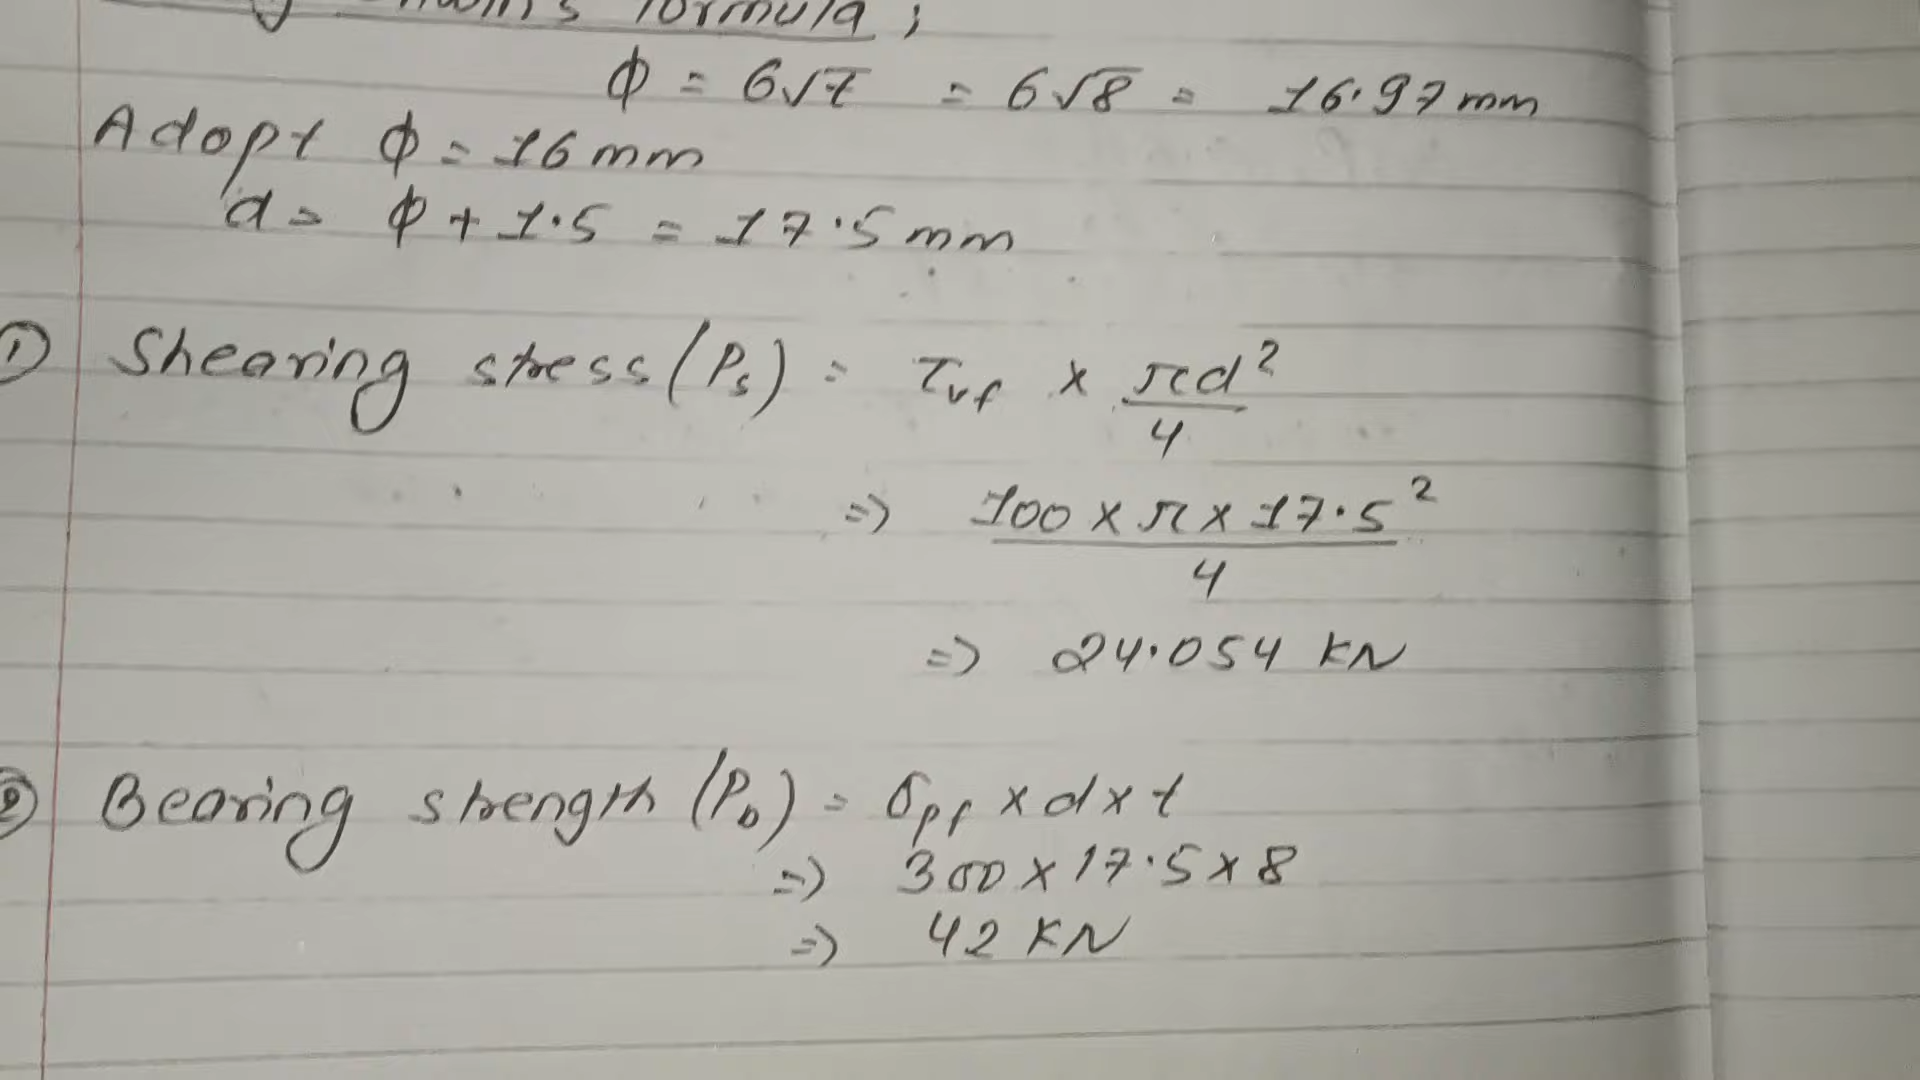 formula ;
ϕ = 6√t = 6√8 = 16.97 mm
Adopt ϕ = 16 mm
d = ϕ + 1.5 = 17.5 mm
① Shearing stress (Ps) = τvf × πd²/4
⇒ 100 × π × 17.5²/4
⇒ 24.054 KN
② Bearing strength (Pb) = σpf × d × t
⇒ 300 × 17.5 × 8
⇒ 42 KN